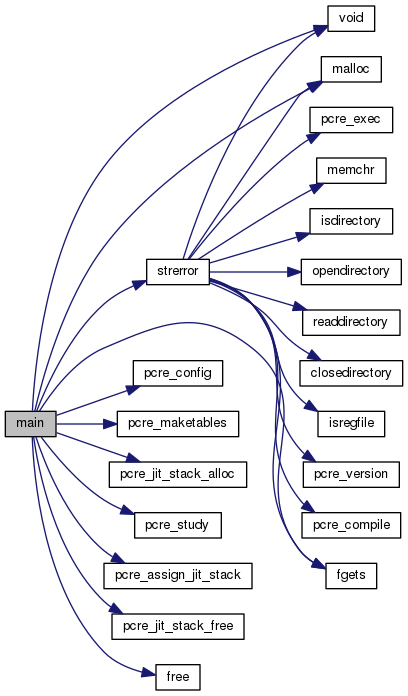 void
malloc
pcre_exec
memchr
isdirectory
strerror
opendirectory
readdirectory
closedirectory
pcre_config
main
pcre_maketables
isregfile
pcre_jit_stack_alloc
pcre_version
pcre_study
pcre_compile
pcre_assign_jit_stack
fgets
pcre_jit_stack_free
free